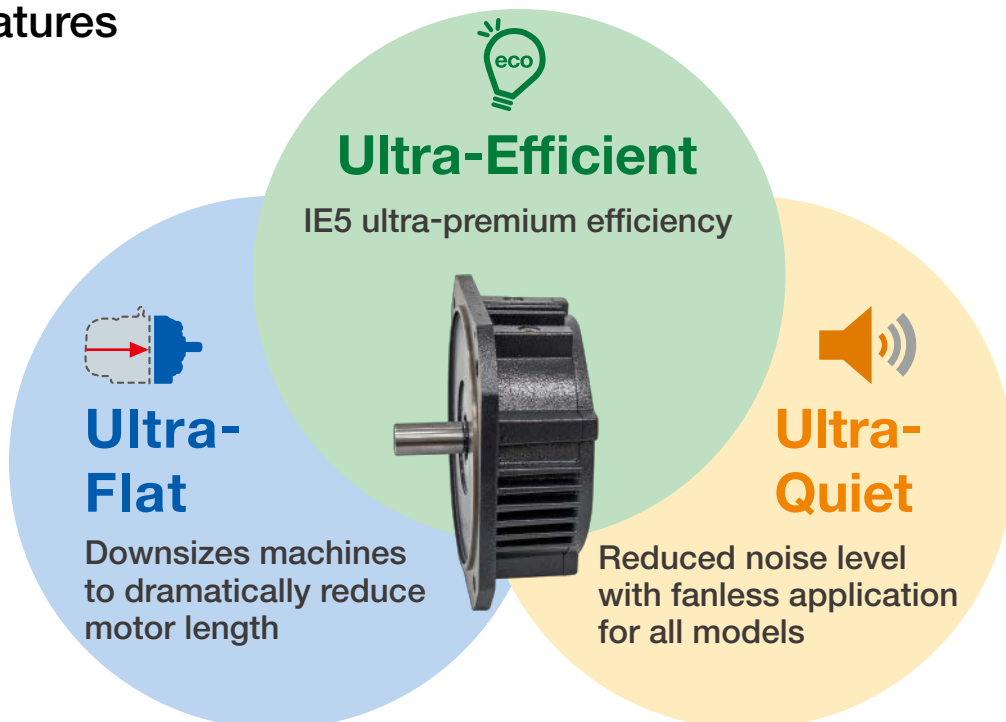 atures
eco
Ultra-Efficient
IE5 ultra-premium efficiency
Ultra-
Flat
Downsizes machines
to dramatically reduce
motor length
Ultra-
Quiet
Reduced noise level
with fanless application
for all models